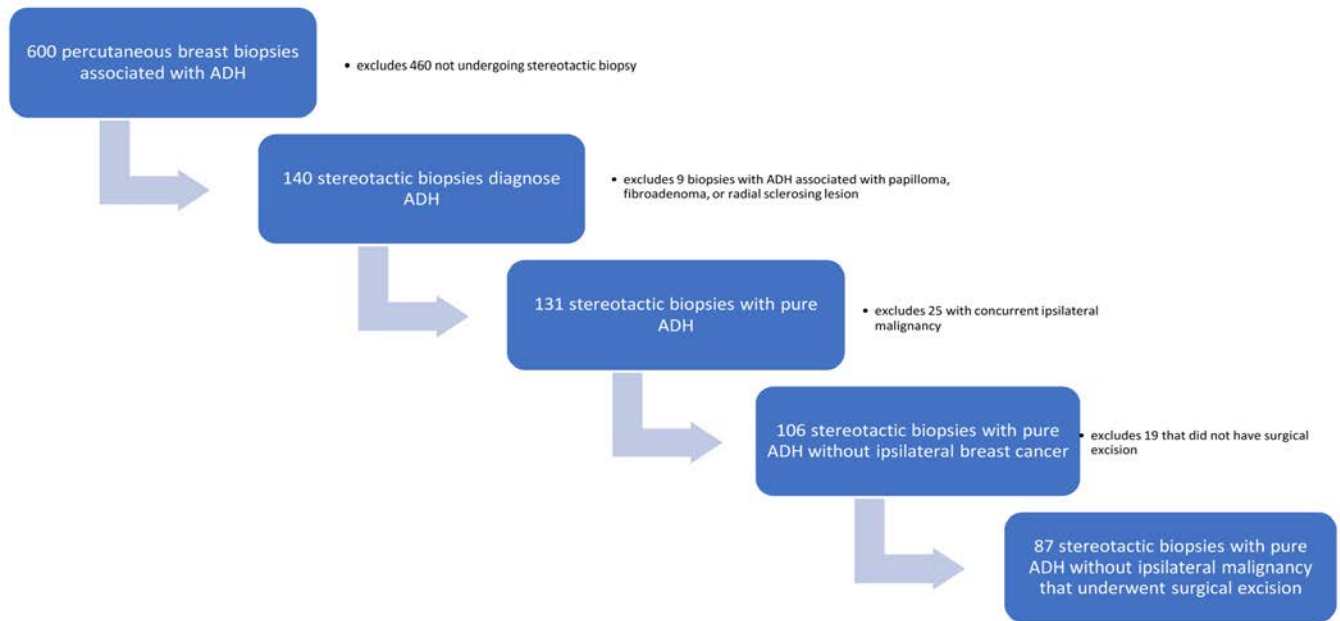 600 percutaneous breast biopsies
associated with ADH
• excludes 460 not undergoing stereotactic biopsy
140 stereotactic biopsies diagnose
ADH
• excludes 9 biopsies with ADH associated with papilloma,
fibroadenoma, or radial sclerosing lesion
131 stereotactic biopsies with pure
ADH
• excludes 25 with concurrent ipsilateral
malignancy
106 stereotactic biopsies with pure
ADH without ipsilateral breast cancer
• excludes 19 that did not have surgical
excision
87 stereotactic biopsies with pure
ADH without ipsilateral malignancy
that underwent surgical excision